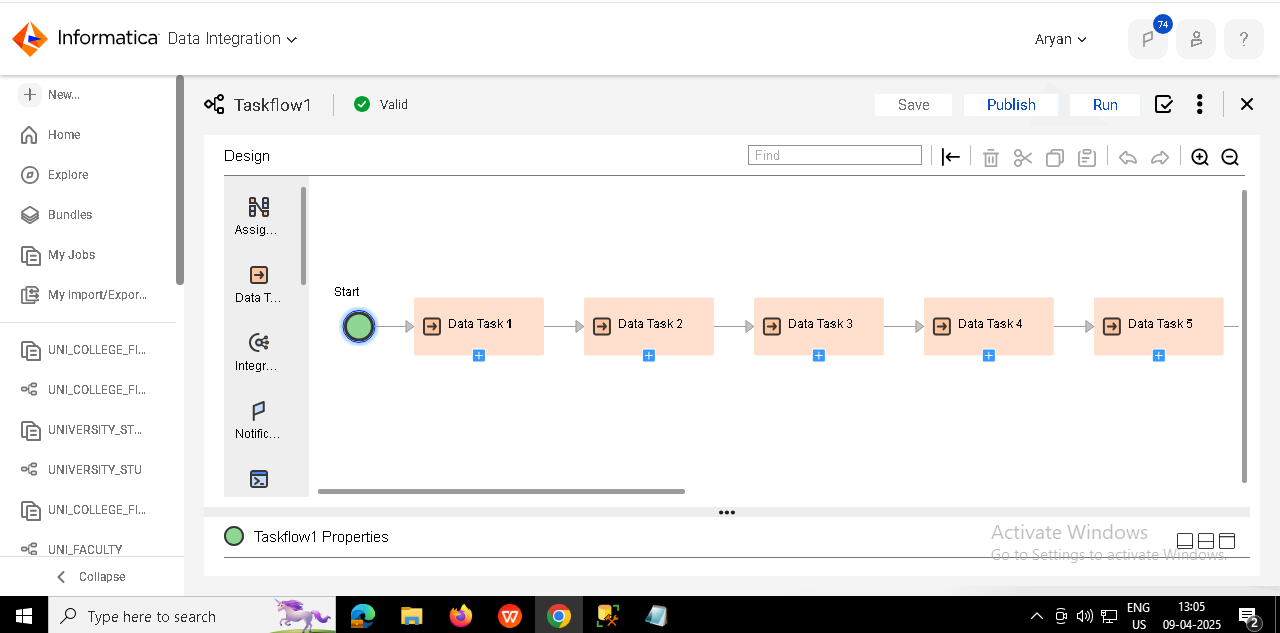 Informatica Data Integration
Aryan
74
?
New...
Home
Explore
Bundles
My Jobs
My Import/Expor...
UNI_COLLEGE_FI...
UNI_COLLEGE_FI...
UNIVERSITY_ST...
UNIVERSITY_STU
UNI_COLLEGE_FI...
UNI_FACULTY
Collapse
Taskflow1
Valid
Save
Publish
Run
Design
Find
Assig...
Data T...
Integr...
Notific...
Start
Data Task 1
Data Task 2
Data Task 3
Data Task 4
Data Task 5
Taskflow1 Properties
Activate Windows
Go to Settings to activate Windows.
Type here to search
ENG
US
13:05
09-04-2025
2